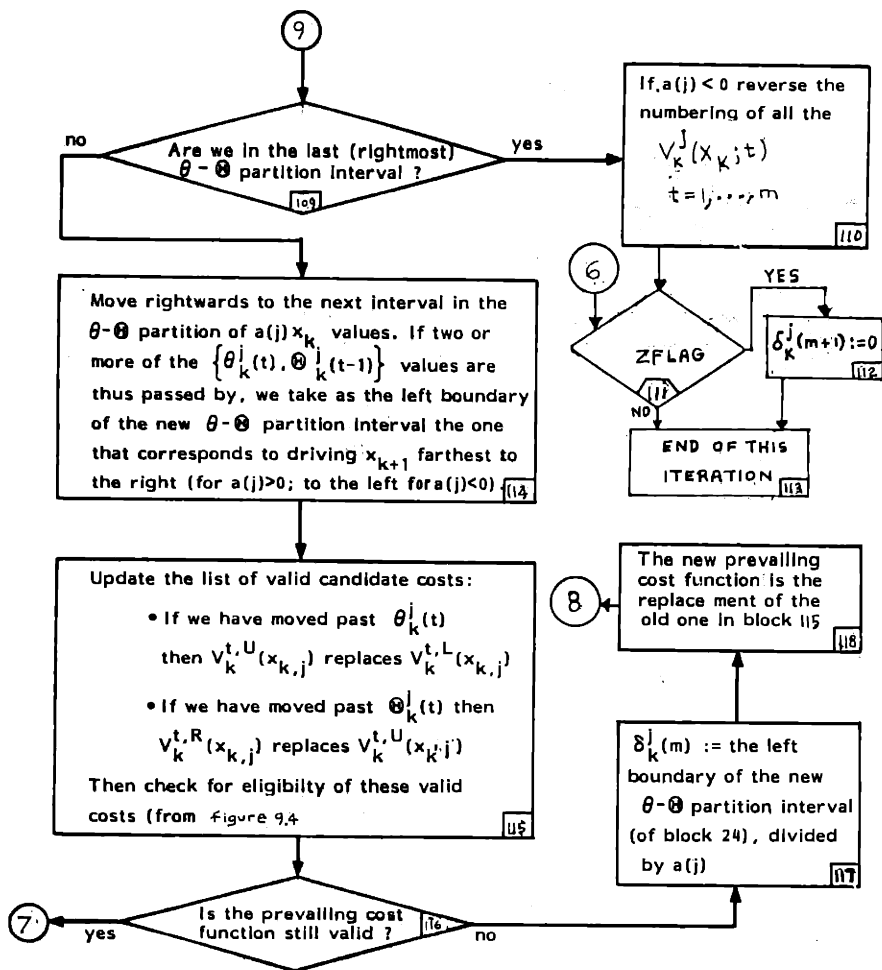 9
no
Are we in the last (rightmost)
θ - Θ partition interval ?
109
yes
If a(j) < 0 reverse the
numbering of all the
V_k^j(x_k; t)
t = 1, ..., m
110
6
ZFLAG
111
YES
NO
δ_k^j(m+1) := 0
112
END OF THIS
ITERATION
113
Move rightwards to the next interval in the
θ-Θ partition of a(j)x_k values. If two or
more of the {θ_k^j(t), Θ_k^j(t-1)} values are
thus passed by, we take as the left boundary
of the new θ-Θ partition interval the one
that corresponds to driving x_{k+1} farthest to
the right (for a(j)>0; to the left for a(j)<0)
114
Update the list of valid candidate costs:
• If we have moved past θ_k^j(t)
then V_k^{t,U}(x_{k,j}) replaces V_k^{t,L}(x_{k,j})
• If we have moved past Θ_k^j(t) then
V_k^{t,R}(x_{k,j}) replaces V_k^{t,U}(x_{k,j})
Then check for eligibilty of these valid
costs (from Figure 9.4
115
Is the prevailing cost
function still valid ?
116
7
yes
no
δ_k^j(m) := the left
boundary of the new
θ-Θ partition interval
(of block 24), divided
by a(j)
117
The new prevailing
cost function is the
replace ment of the
old one in block 115
118
8